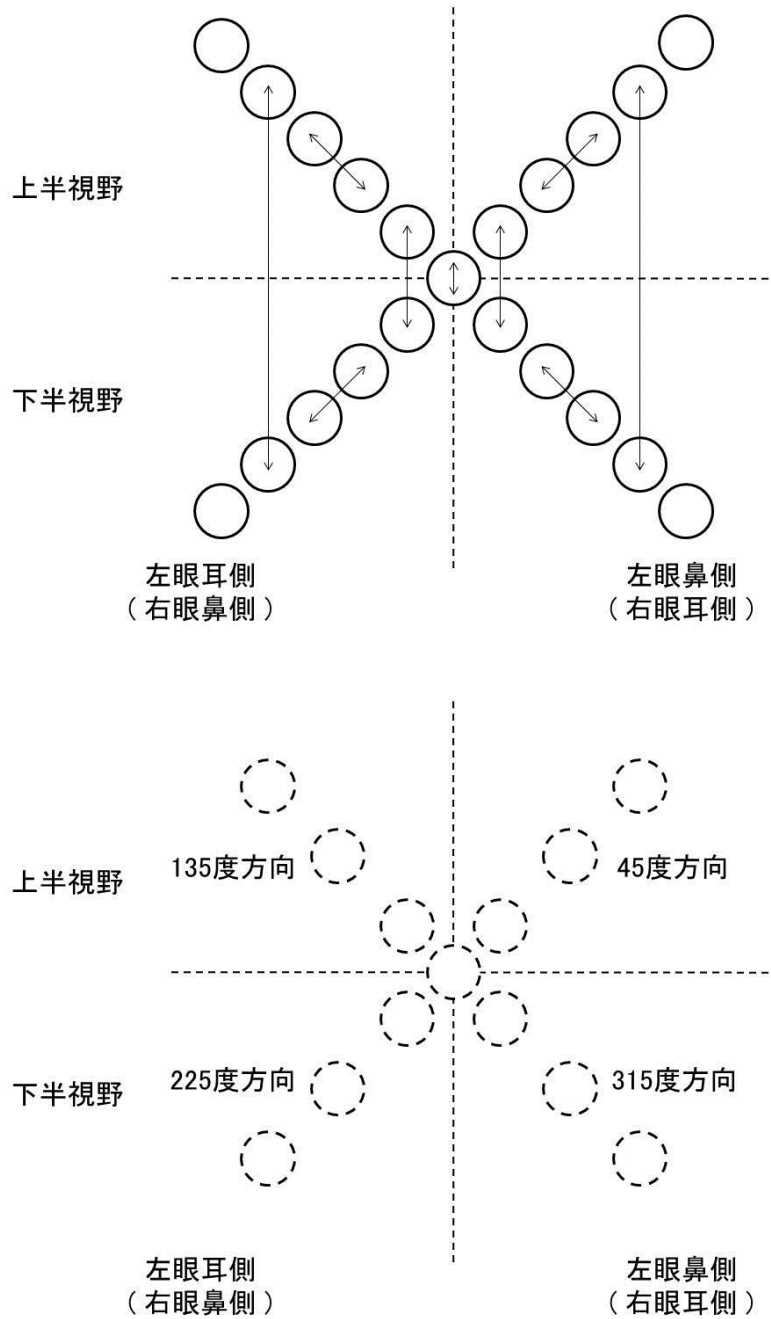 上半視野
下半視野
左眼耳側
（右眼鼻側）
左眼鼻側
（右眼耳側）
上半視野
135度方向
45度方向
下半視野
225度方向
315度方向
左眼耳側
（右眼鼻側）
左眼鼻側
（右眼耳側）